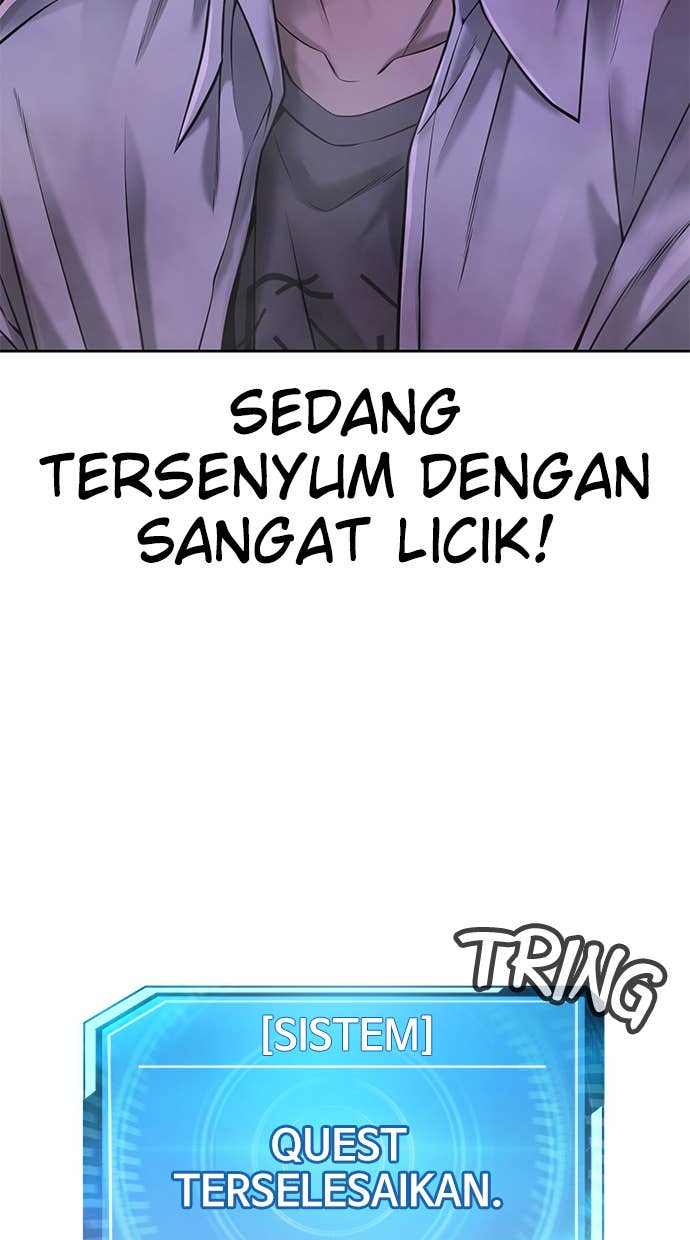 SEDANG
TERSENYUM DENGAN
SANGAT LICIK!
TRING
[SISTEM]
QUEST
TERSELESAIKAN.